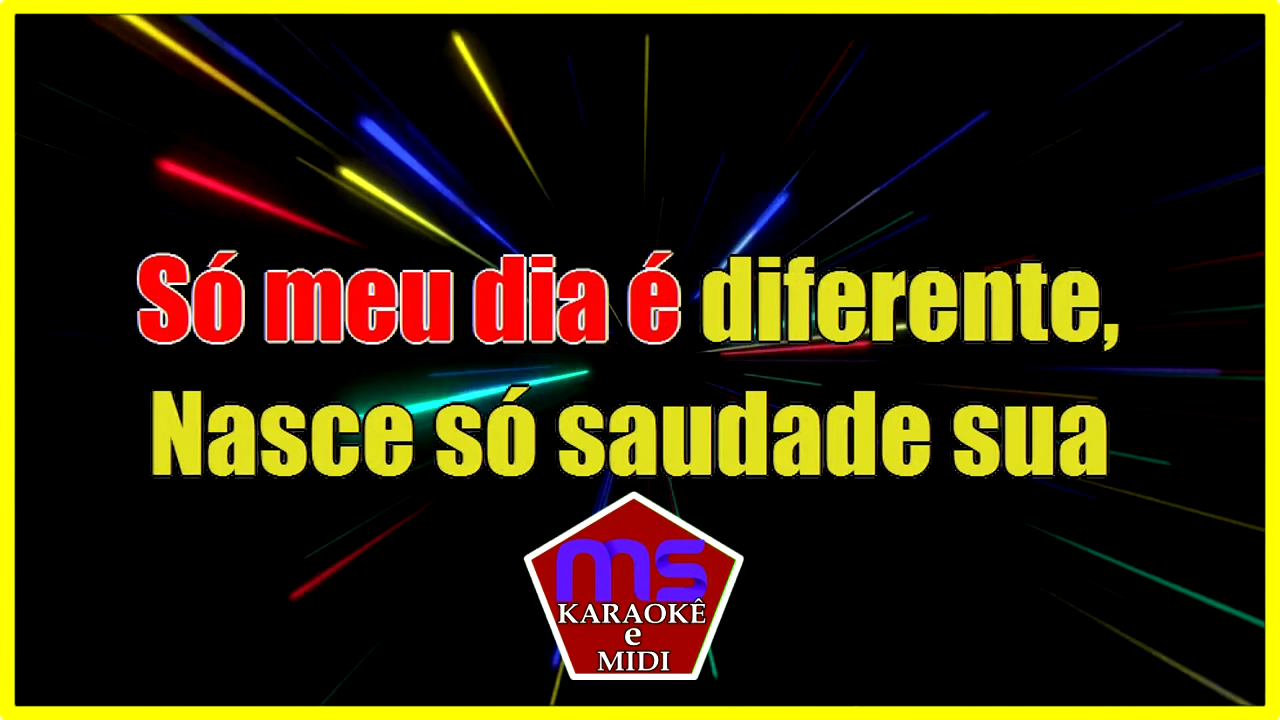 Só meu dia é diferente,
Nasce só saudade sua
ms
KARAOKÊ
e
MIDI